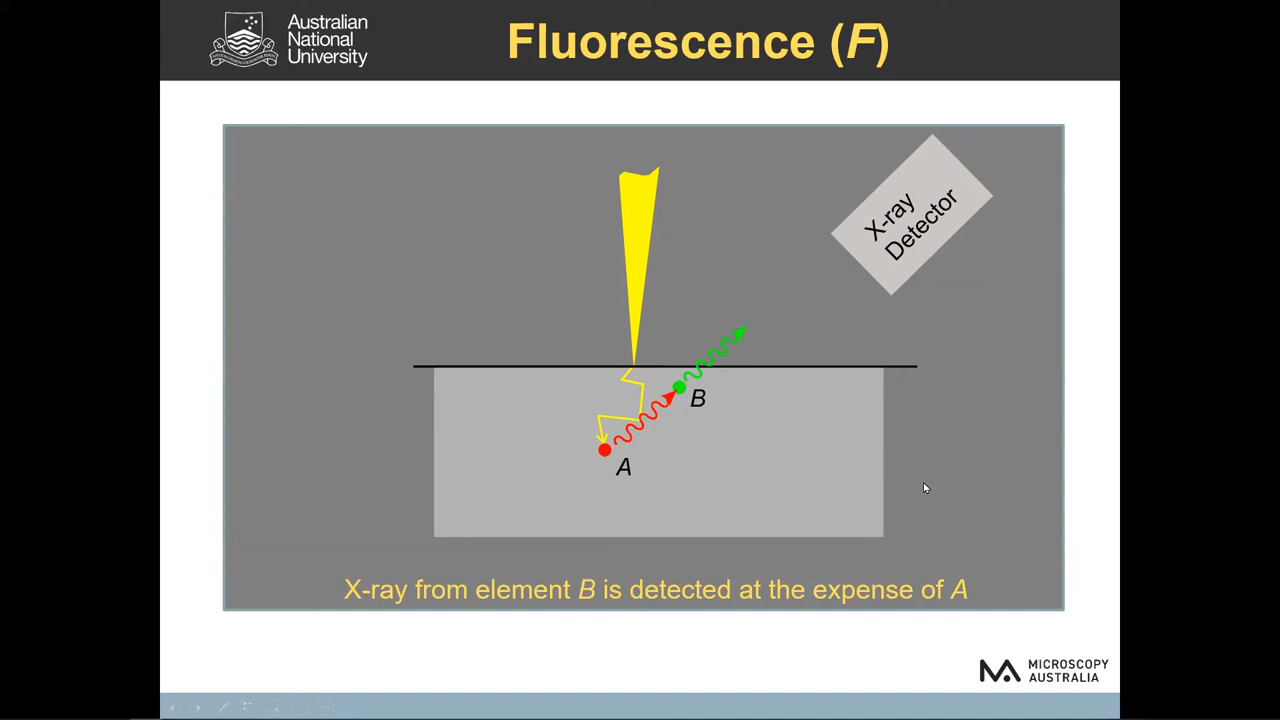 Australian
National
University
Fluorescence (F)
X-ray
Detector
B
A
X-ray from element B is detected at the expense of A
MICROSCOPY
AUSTRALIA